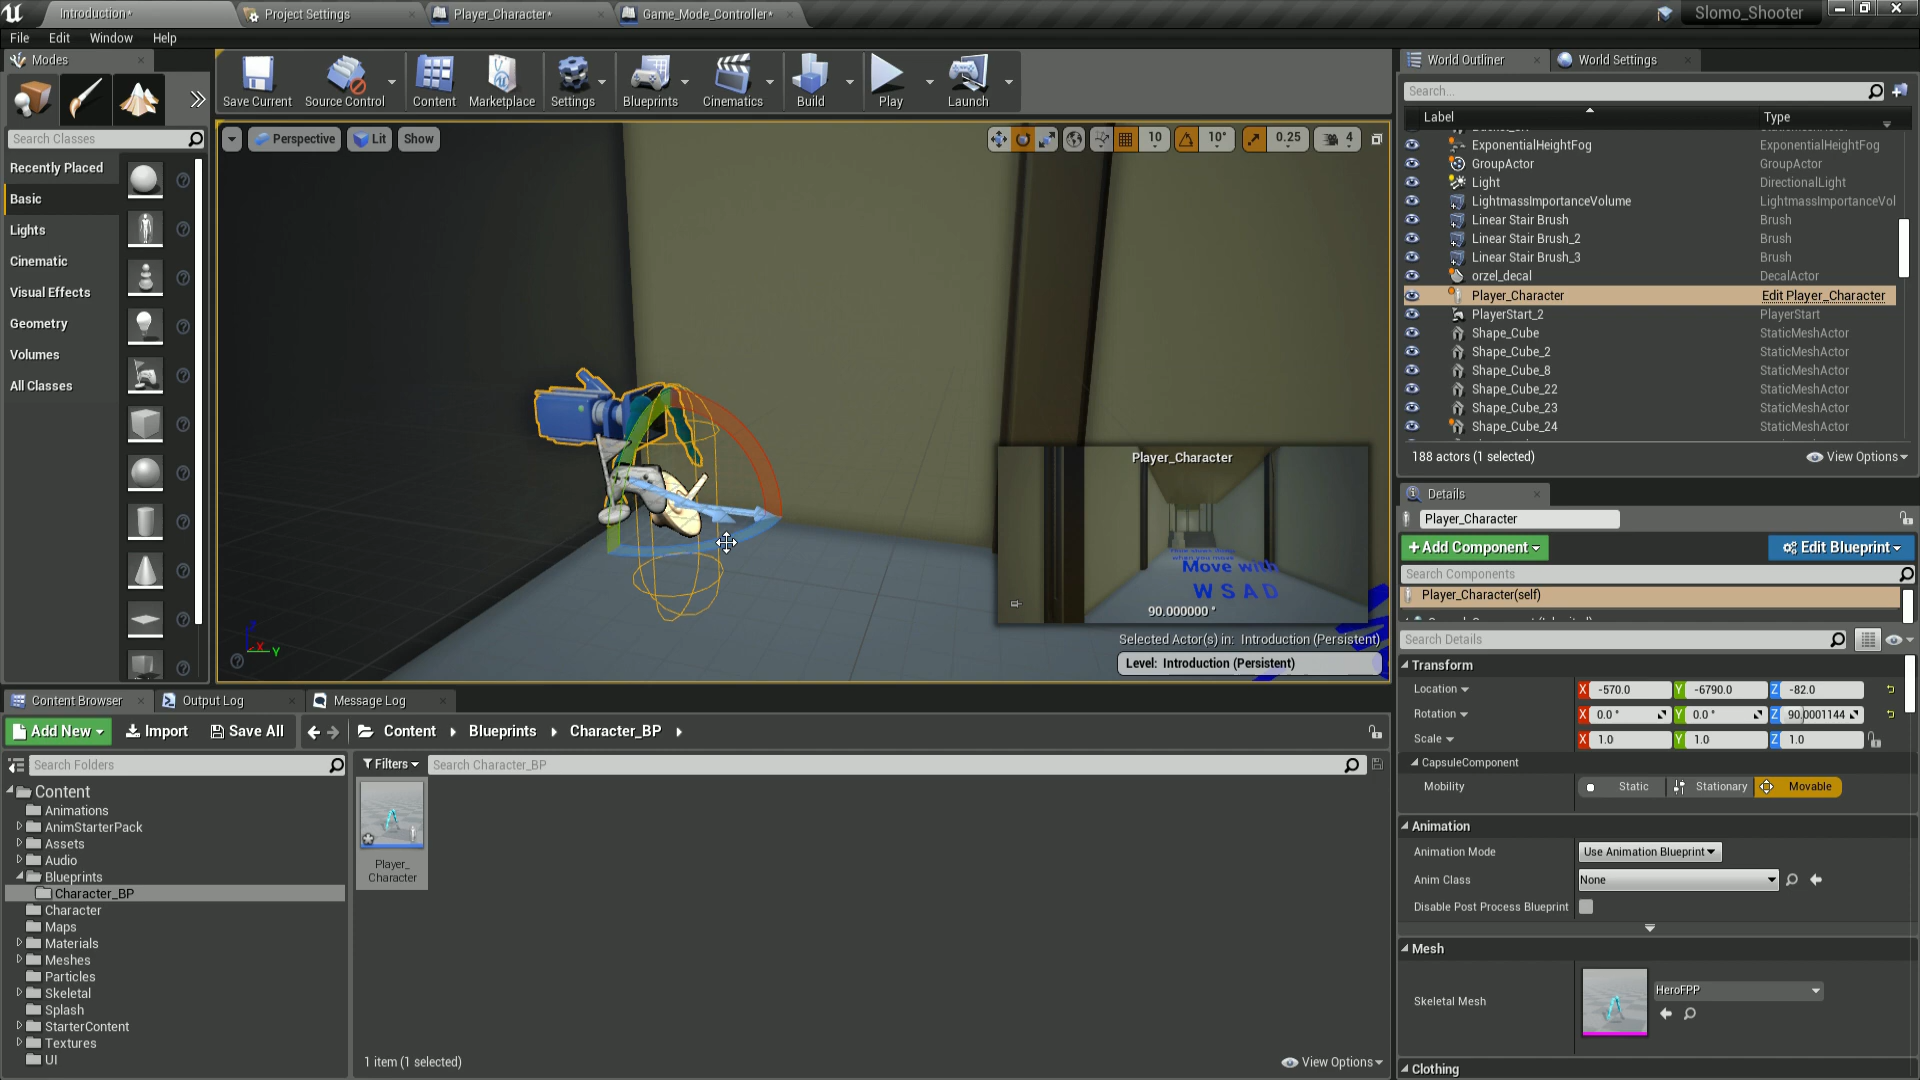 Introduction*
Project Settings
Player_Character*
Game_Mode_Controller*
Slomo_Shooter
File Edit Window Help
Modes
Search Classes
Recently Placed
Basic
Lights
Cinematic
Visual Effects
Geometry
Volumes
All Classes
Save Current
Source Control
Content
Marketplace
Settings
Blueprints
Cinematics
Build
Play
Launch
Perspective
Lit
Show
10
10°
0.25
4
Player_Character
Move with
W S A D
90.000000 °
Selected Actor(s) in: Introduction (Persistent)
Level: Introduction (Persistent)
X
Y
World Outliner
World Settings
Search...
Label Type
ExponentialHeightFog ExponentialHeightFog
GroupActor GroupActor
Light DirectionalLight
LightmassImportanceVolume LightmassImportanceVol
Linear Stair Brush Brush
Linear Stair Brush_2 Brush
Linear Stair Brush_3 Brush
orzel_decal DecalActor
Player_Character Edit Player_Character
PlayerStart_2 PlayerStart
Shape_Cube StaticMeshActor
Shape_Cube_2 StaticMeshActor
Shape_Cube_8 StaticMeshActor
Shape_Cube_22 StaticMeshActor
Shape_Cube_23 StaticMeshActor
Shape_Cube_24 StaticMeshActor
188 actors (1 selected)
View Options
Details
Player_Character
+Add Component
Edit Blueprint
Search Components
Player_Character(self)
Search Details
Transform
Location X -570.0 Y -6790.0 Z -82.0
Rotation X 0.0 ° Y 0.0 ° Z 90.0001144
Scale X 1.0 Y 1.0 Z 1.0
CapsuleComponent
Mobility Static Stationary Movable
Animation
Animation Mode Use Animation Blueprint
Anim Class None
Disable Post Process Blueprint
Mesh
Skeletal Mesh HeroFPP
Clothing
Content Browser
Output Log
Message Log
Add New
Import
Save All
Content
Blueprints
Character_BP
Search Folders
Filters
Search Character_BP
Content
Animations
AnimStarterPack
Assets
Audio
Blueprints
Character_BP
Character
Maps
Materials
Meshes
Particles
Skeletal
Splash
StarterContent
Textures
UI
Player_
Character
1 item (1 selected)
View Options